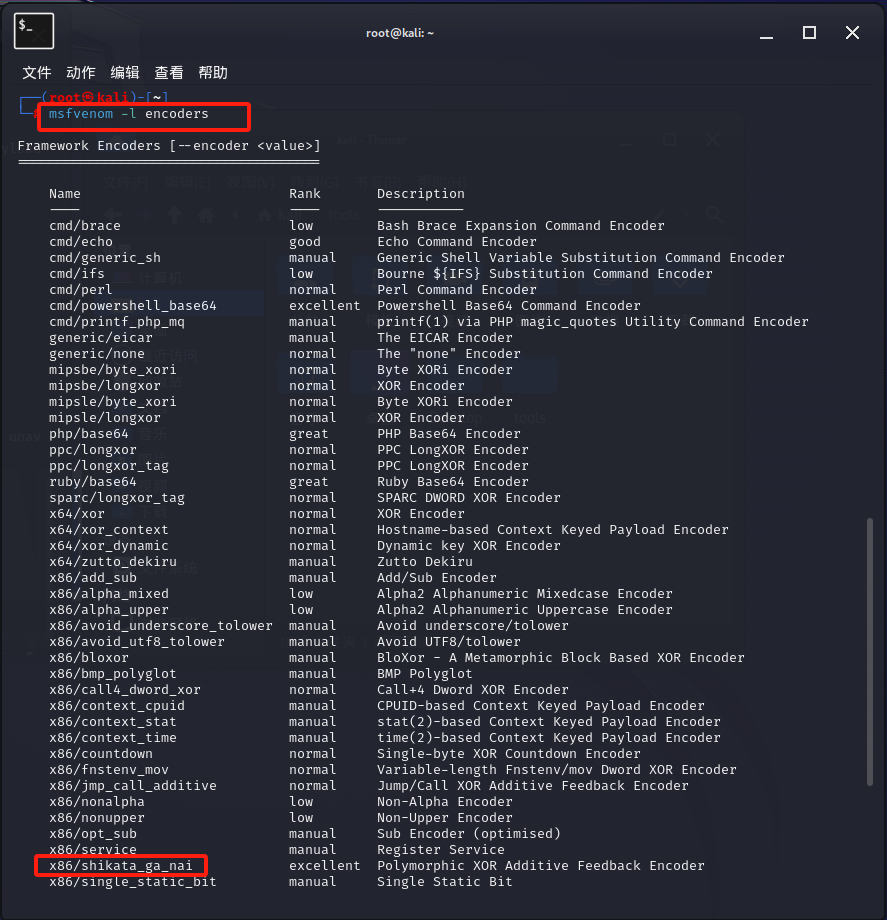 root@kali: ~
文件 动作 编辑 查看 帮助
(root㉿kali)-[~]
msfvenom -l encoders
Framework Encoders [--encoder <value>]
Name Rank Description
cmd/brace low Bash Brace Expansion Command Encoder
cmd/echo good Echo Command Encoder
cmd/generic_sh manual Generic Shell Variable Substitution Command Encoder
cmd/ifs low Bourne ${IFS} Substitution Command Encoder
cmd/perl normal Perl Command Encoder
cmd/powershell_base64 excellent Powershell Base64 Command Encoder
cmd/printf_php_mq manual printf(1) via PHP magic_quotes Utility Command Encoder
generic/eicar manual The EICAR Encoder
generic/none normal The "none" Encoder
mipsbe/byte_xori normal Byte XORi Encoder
mipsbe/longxor normal XOR Encoder
mipsle/byte_xori normal Byte XORi Encoder
mipsle/longxor normal XOR Encoder
php/base64 great PHP Base64 Encoder
ppc/longxor normal PPC LongXOR Encoder
ppc/longxor_tag normal PPC LongXOR Encoder
ruby/base64 great Ruby Base64 Encoder
sparc/longxor_tag normal SPARC DWORD XOR Encoder
x64/xor normal XOR Encoder
x64/xor_context normal Hostname-based Context Keyed Payload Encoder
x64/xor_dynamic normal Dynamic key XOR Encoder
x64/zutto_dekiru manual Zutto Dekiru
x86/add_sub manual Add/Sub Encoder
x86/alpha_mixed low Alpha2 Alphanumeric Mixedcase Encoder
x86/alpha_upper low Alpha2 Alphanumeric Uppercase Encoder
x86/avoid_underscore_tolower manual Avoid underscore/tolower
x86/avoid_utf8_tolower manual Avoid UTF8/tolower
x86/bloxor manual BloXor - A Metamorphic Block Based XOR Encoder
x86/bmp_polyglot manual BMP Polyglot
x86/call4_dword_xor normal Call+4 Dword XOR Encoder
x86/context_cpuid manual CPUID-based Context Keyed Payload Encoder
x86/context_stat manual stat(2)-based Context Keyed Payload Encoder
x86/context_time manual time(2)-based Context Keyed Payload Encoder
x86/countdown normal Single-byte XOR Countdown Encoder
x86/fnstenv_mov normal Variable-length Fnstenv/mov Dword XOR Encoder
x86/jmp_call_additive normal Jump/Call XOR Additive Feedback Encoder
x86/nonalpha low Non-Alpha Encoder
x86/nonupper low Non-Upper Encoder
x86/opt_sub manual Sub Encoder (optimised)
x86/service manual Register Service
x86/shikata_ga_nai excellent Polymorphic XOR Additive Feedback Encoder
x86/single_static_bit manual Single Static Bit